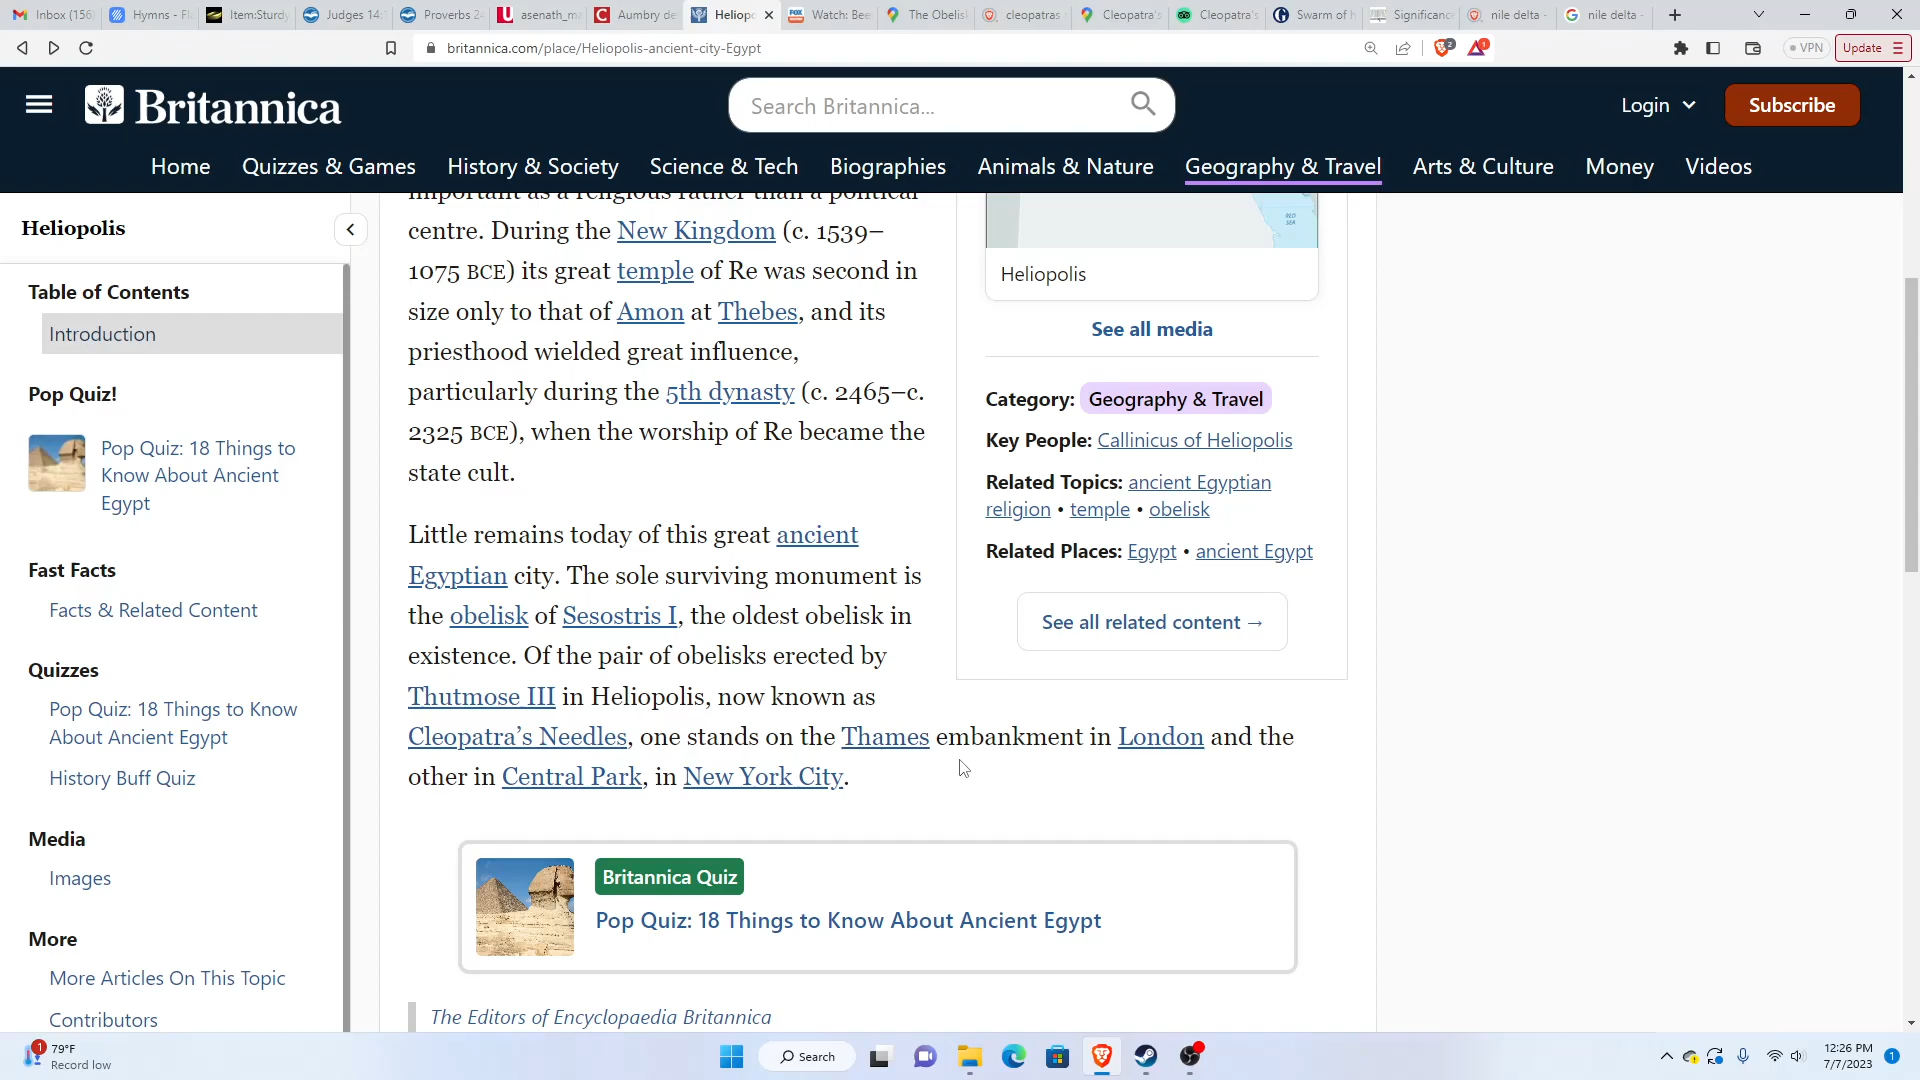 Inbox (156)
Hymns - Fl
Item:Sturdy
Judges 14:
Proverbs 2
asenath_m
Aumbry de
Heliop
Watch: Bee
The Obelisk
cleopatras
Cleopatra's
Cleopatra's
Swarm of h
Significance
nile delta -
nile delta -
britannica.com/place/Heliopolis-ancient-city-Egypt
2
1
VPN
Update
Britannica
Search Britannica...
Login
Subscribe
Home Quizzes & Games History & Society Science & Tech Biographies Animals & Nature Geography & Travel Arts & Culture Money Videos
Heliopolis
Table of Contents
Introduction
Pop Quiz!
Pop Quiz: 18 Things to
Know About Ancient
Egypt
Fast Facts
Facts & Related Content
Quizzes
Pop Quiz: 18 Things to Know
About Ancient Egypt
History Buff Quiz
Media
Images
More
More Articles On This Topic
Contributors
important as a religious rather than a political
centre. During the New Kingdom (c. 1539–
1075 BCE) its great temple of Re was second in
size only to that of Amon at Thebes, and its
priesthood wielded great influence,
particularly during the 5th dynasty (c. 2465–c.
2325 BCE), when the worship of Re became the
state cult.
Little remains today of this great ancient
Egyptian city. The sole surviving monument is
the obelisk of Sesostris I, the oldest obelisk in
existence. Of the pair of obelisks erected by
Thutmose III in Heliopolis, now known as
Cleopatra's Needles, one stands on the Thames embankment in London and the
other in Central Park, in New York City.
RED
SEA
Heliopolis
See all media
Category: Geography & Travel
Key People: Callinicus of Heliopolis
Related Topics: ancient Egyptian
religion • temple • obelisk
Related Places: Egypt • ancient Egypt
See all related content →
Britannica Quiz
Pop Quiz: 18 Things to Know About Ancient Egypt
The Editors of Encyclopaedia Britannica
1
79°F
Record low
Search
12:26 PM
7/7/2023
1